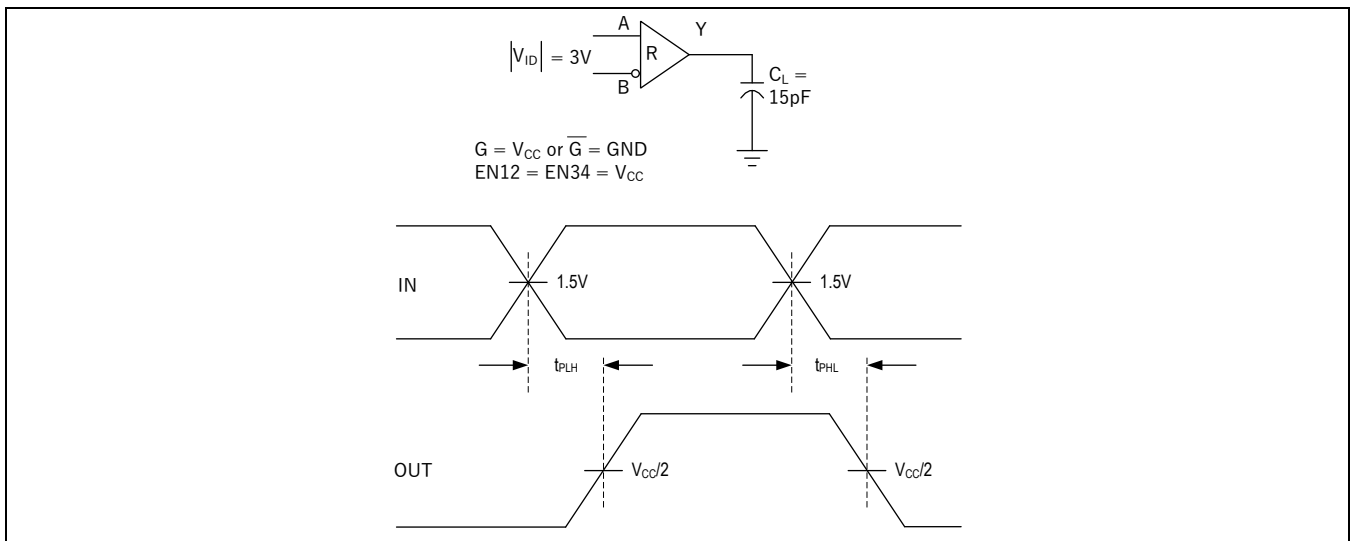 A
Y
|V_ID| = 3V
R
B
C_L =
15pF
G = V_CC or G̅ = GND
EN12 = EN34 = V_CC
IN
1.5V
1.5V
t_PLH
t_PHL
OUT
V_CC/2
V_CC/2